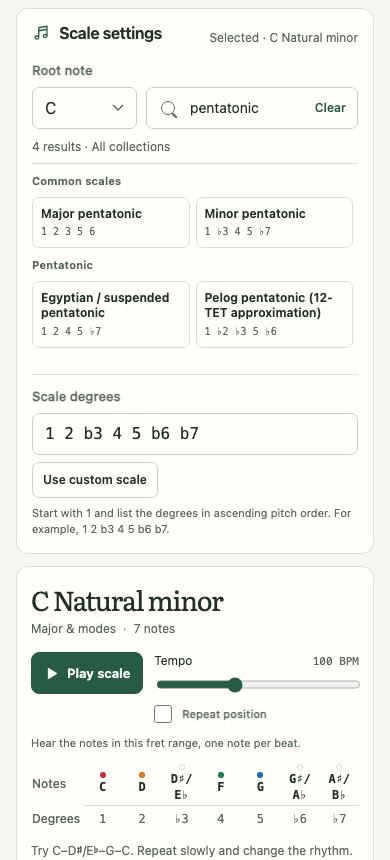 Scale settings
Selected · C Natural minor
Root note
C
pentatonic
Clear
4 results · All collections
Common scales
Major pentatonic
1 2 3 5 6
Minor pentatonic
1 ♭3 4 5 ♭7
Pentatonic
Egyptian / suspended
pentatonic
1 2 4 5 ♭7
Pelog pentatonic (12-
TET approximation)
1 ♭2 ♭3 5 ♭6
Scale degrees
1 2 b3 4 5 b6 b7
Use custom scale
Start with 1 and list the degrees in ascending pitch order. For
example, 1 2 b3 4 5 b6 b7.
C Natural minor
Major & modes · 7 notes
Play scale
Tempo
100 BPM
Repeat position
Hear the notes in this fret range, one note per beat.
Notes C D D♯/E♭ F G G♯/A♭ A♯/B♭
Degrees 1 2 ♭3 4 5 ♭6 ♭7
Try C–D♯/E♭–G–C. Repeat slowly and change the rhythm.